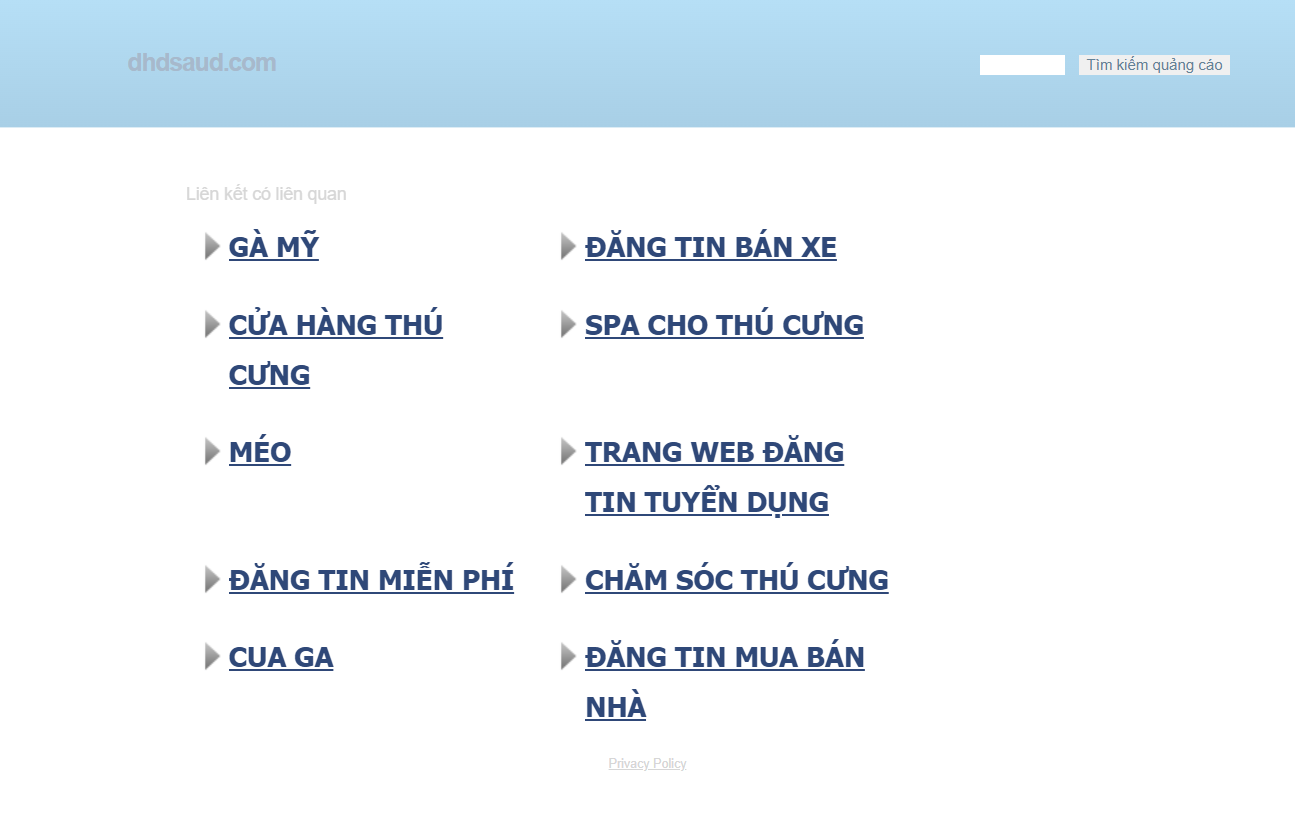 dhdsaud.com
Tìm kiếm quảng cáo
Liên kết có liên quan
GÀ MỸ
ĐĂNG TIN BÁN XE
CỬA HÀNG THÚ
CƯNG
SPA CHO THÚ CƯNG
MÉO
TRANG WEB ĐĂNG
TIN TUYỂN DỤNG
ĐĂNG TIN MIỄN PHÍ
CHĂM SÓC THÚ CƯNG
CUA GA
ĐĂNG TIN MUA BÁN
NHÀ
Privacy Policy